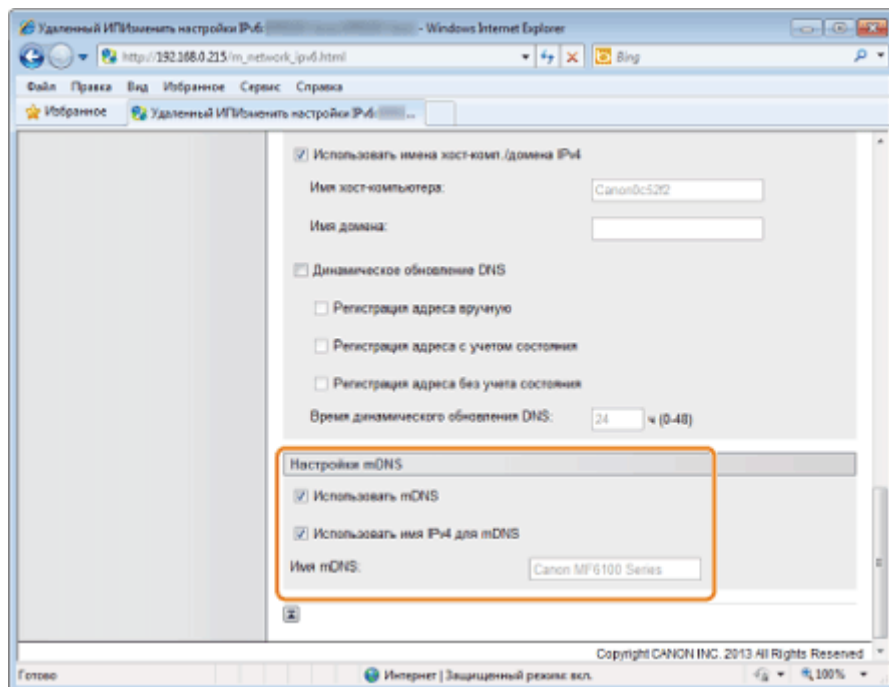 Удаленный ИП:Изменить настройки IPv6: - Windows Internet Explorer
http://192.168.0.215/m_network_ipv6.html Bing
Файл Правка Вид Избранное Сервис Справка
Избранное Удаленный ИП:Изменить настройки IPv6: ...
Использовать имена хост-комп./домена IPv4
Имя хост-компьютера: Canon0c52f2
Имя домена:
Динамическое обновление DNS
Регистрация адреса вручную
Регистрация адреса с учетом состояния
Регистрация адреса без учета состояния
Время динамического обновления DNS: 24 ч (0-48)
Настройки mDNS
Использовать mDNS
Использовать имя IPv4 для mDNS
Имя mDNS: Canon MF6100 Series
Copyright CANON INC. 2013 All Rights Reserved
Готово Интернет | Защищенный режим: вкл. 100%